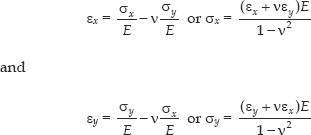 εx = σx/E − ν σy/E or σx = (εx + νεy)E / 1 − ν²
and
εy = σy/E − ν σx/E or σy = (εy + νεx)E / 1 − ν²